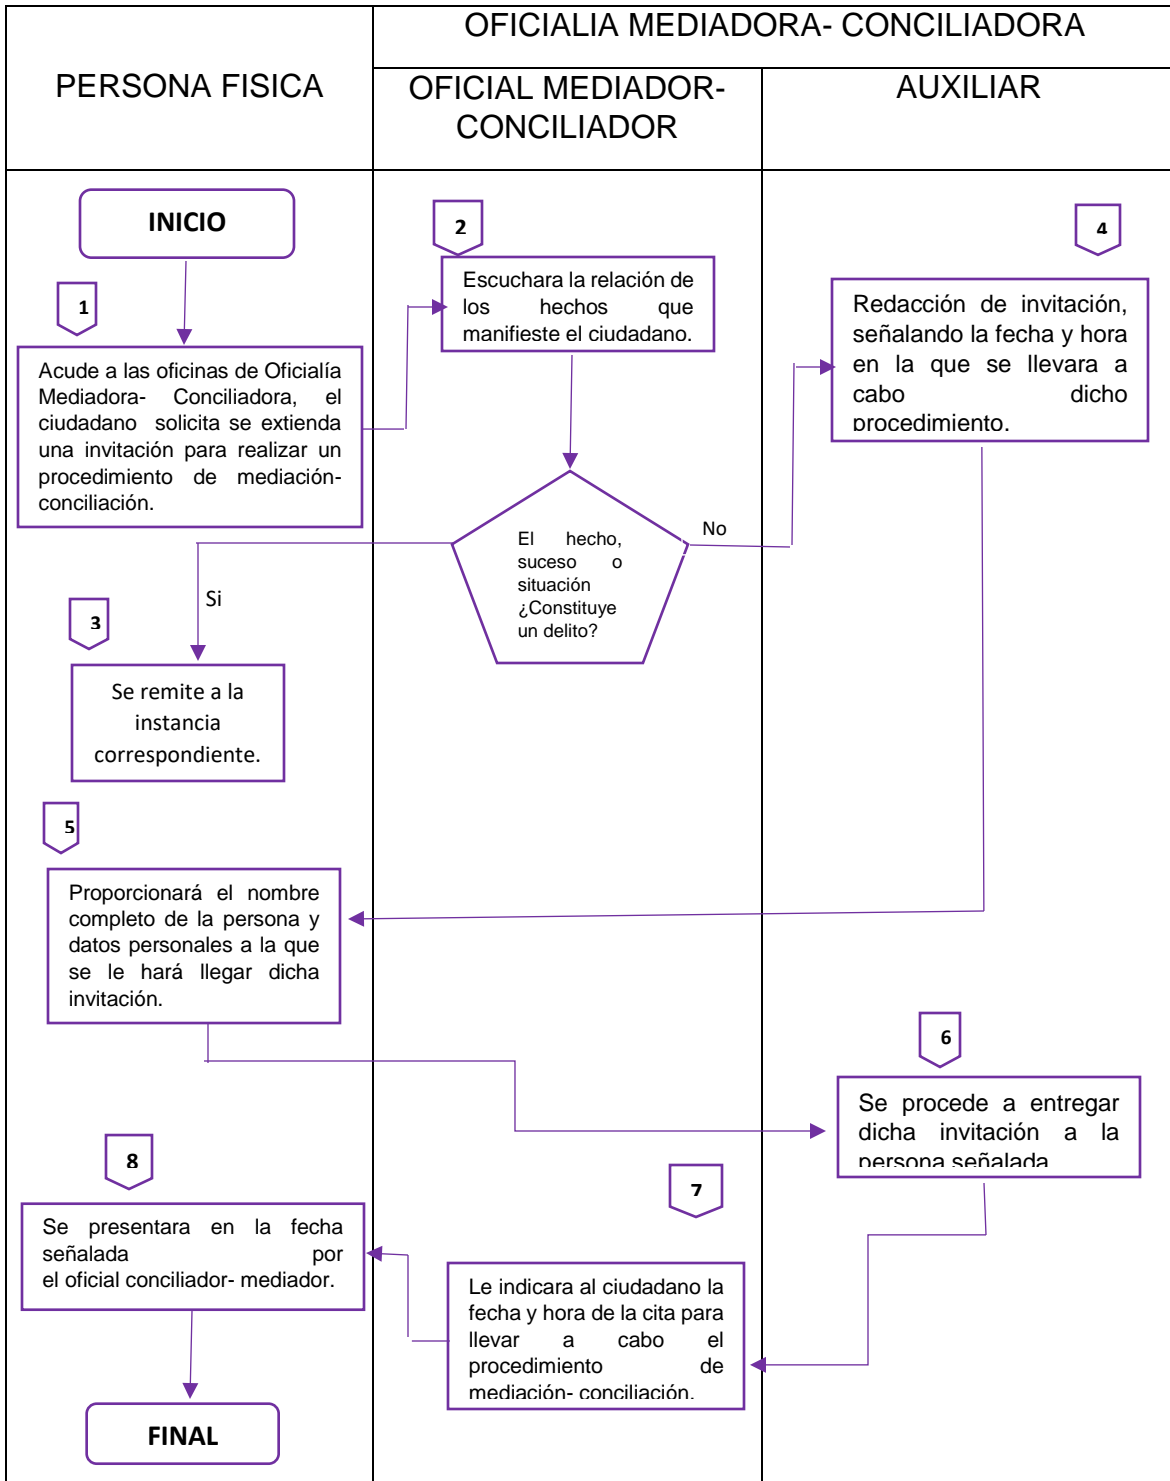 OFICIALIA MEDIADORA- CONCILIADORA
PERSONA FISICA
OFICIAL MEDIADOR-
CONCILIADOR
AUXILIAR
INICIO
1
Acude a las oficinas de Oficialía
Mediadora- Conciliadora, el
ciudadano solicita se extienda
una invitación para realizar un
procedimiento de mediación-
conciliación.
2
Escuchara la relación de
los hechos que
manifieste el ciudadano.
El hecho,
suceso o
situación
¿Constituye
un delito?
No
Si
3
Se remite a la
instancia
correspondiente.
4
Redacción de invitación,
señalando la fecha y hora
en la que se llevara a
cabo dicho
procedimiento.
5
Proporcionará el nombre
completo de la persona y
datos personales a la que
se le hará llegar dicha
invitación.
6
Se procede a entregar
dicha invitación a la
persona señalada
7
Le indicara al ciudadano la
fecha y hora de la cita para
llevar a cabo el
procedimiento de
mediación- conciliación.
8
Se presentara en la fecha
señalada por
el oficial conciliador- mediador.
FINAL